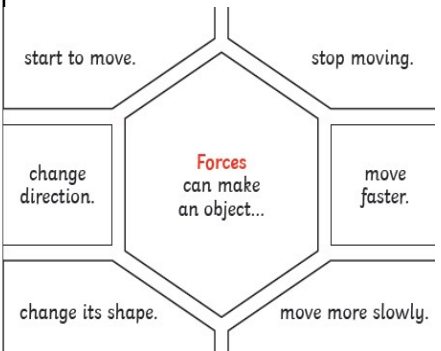 start to move.
stop moving.
change
direction.
Forces
can make
an object...
move
faster.
change its shape.
move more slowly.